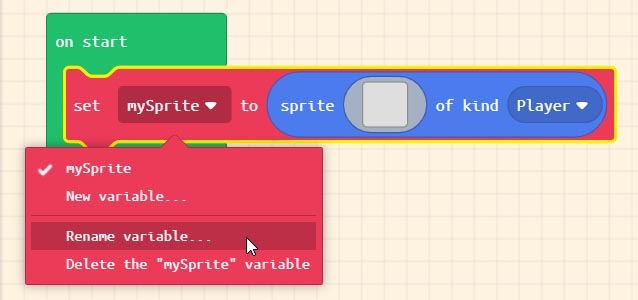 on start
set mySprite to sprite of kind Player
mySprite
New variable...
Rename variable...
Delete the "mySprite" variable